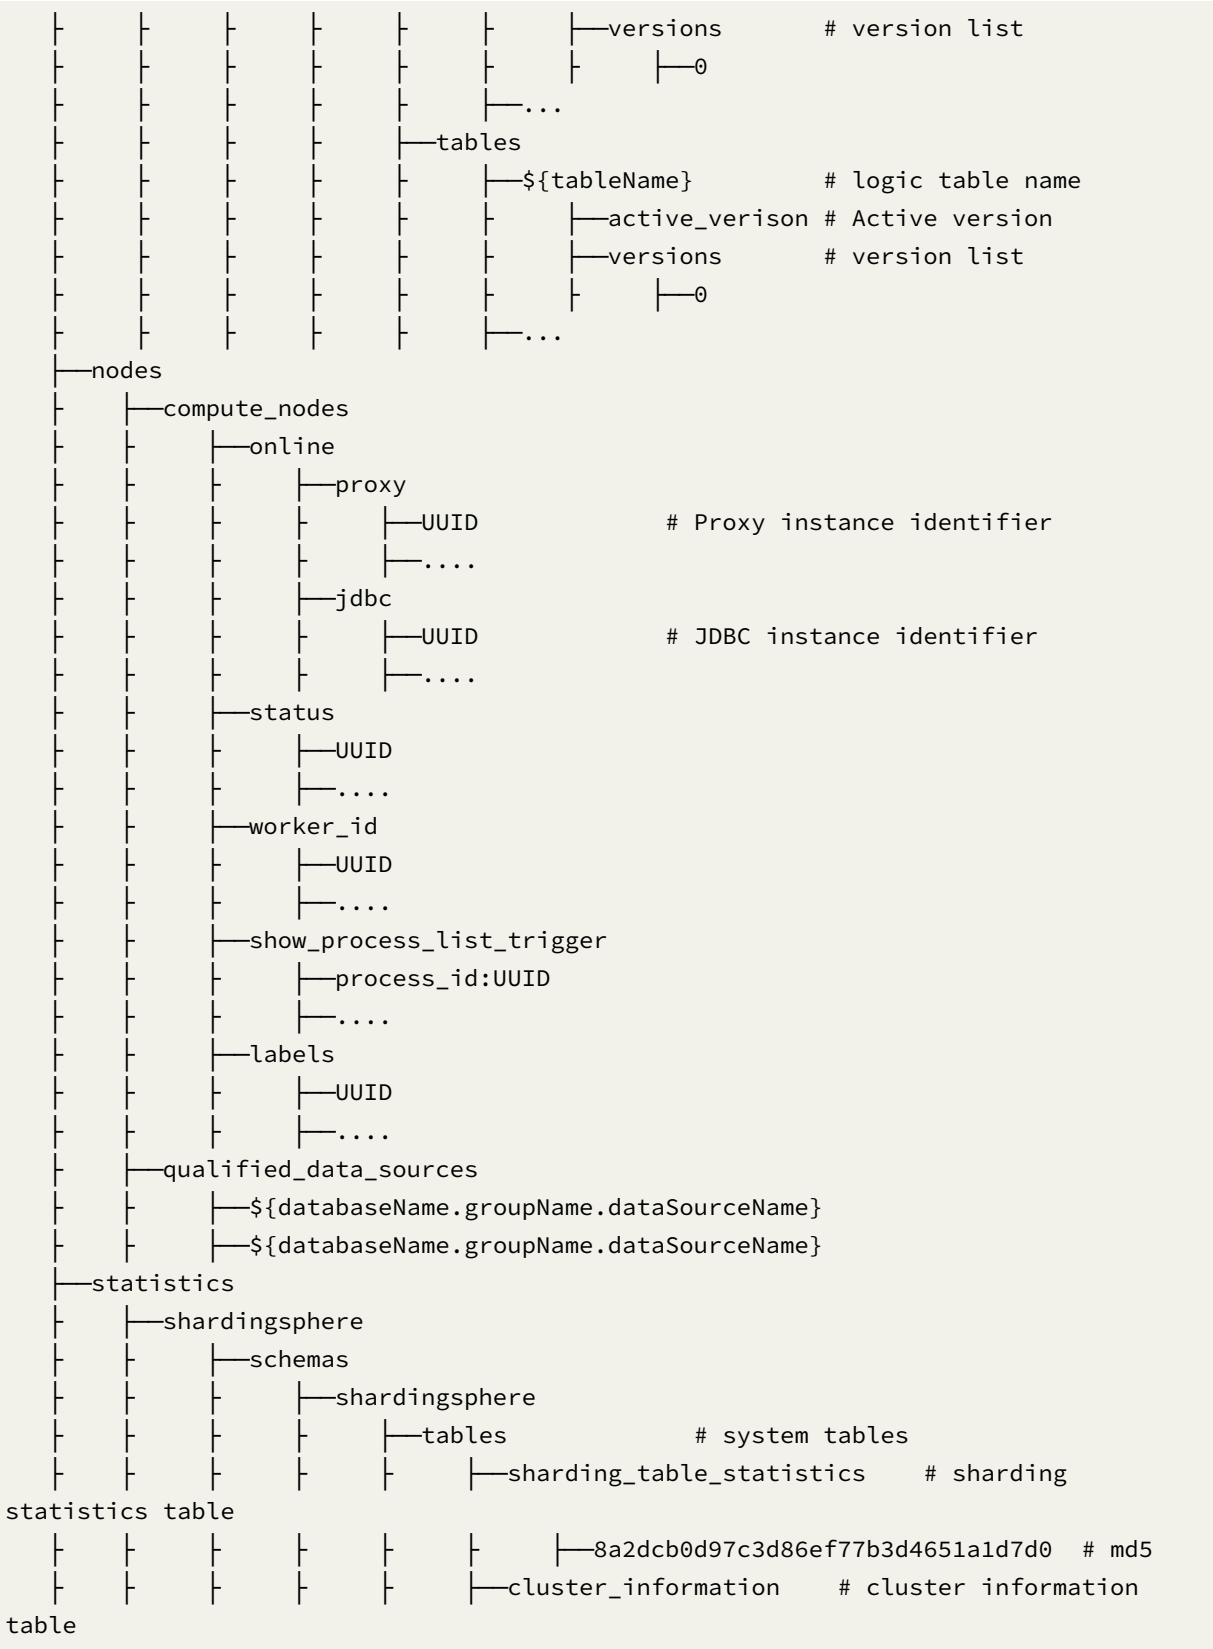 ├      ├      ├      ├      ├      ├      ├──versions       # version list
├      ├      ├      ├      ├      ├      ├      ├──0
├      ├      ├      ├      ├      ├──...
├      ├      ├      ├      ├──tables
├      ├      ├      ├      ├      ├──${tableName}         # logic table name
├      ├      ├      ├      ├      ├      ├──active_verison # Active version
├      ├      ├      ├      ├      ├      ├──versions       # version list
├      ├      ├      ├      ├      ├      ├      ├──0
├      ├      ├      ├      ├      ├──...
├──nodes
├     ├──compute_nodes
├     ├      ├──online
├     ├      ├      ├──proxy
├     ├      ├      ├      ├──UUID             # Proxy instance identifier
├     ├      ├      ├      ├──....
├     ├      ├      ├──jdbc
├     ├      ├      ├      ├──UUID             # JDBC instance identifier
├     ├      ├      ├      ├──....
├     ├      ├──status
├     ├      ├      ├──UUID
├     ├      ├      ├──....
├     ├      ├──worker_id
├     ├      ├      ├──UUID
├     ├      ├      ├──....
├     ├      ├──show_process_list_trigger
├     ├      ├      ├──process_id:UUID
├     ├      ├      ├──....
├     ├      ├──labels
├     ├      ├      ├──UUID
├     ├      ├      ├──....
├     ├──qualified_data_sources
├     ├      ├──${databaseName.groupName.dataSourceName}
├     ├      ├──${databaseName.groupName.dataSourceName}
├──statistics
├     ├──shardingsphere
├     ├      ├──schemas
├     ├      ├      ├──shardingsphere
├     ├      ├      ├      ├──tables             # system tables
├     ├      ├      ├      ├      ├──sharding_table_statistics    # sharding
statistics table
├     ├      ├      ├      ├      ├      ├──8a2dcb0d97c3d86ef77b3d4651a1d7d0  # md5
├     ├      ├      ├      ├      ├──cluster_information    # cluster information
table